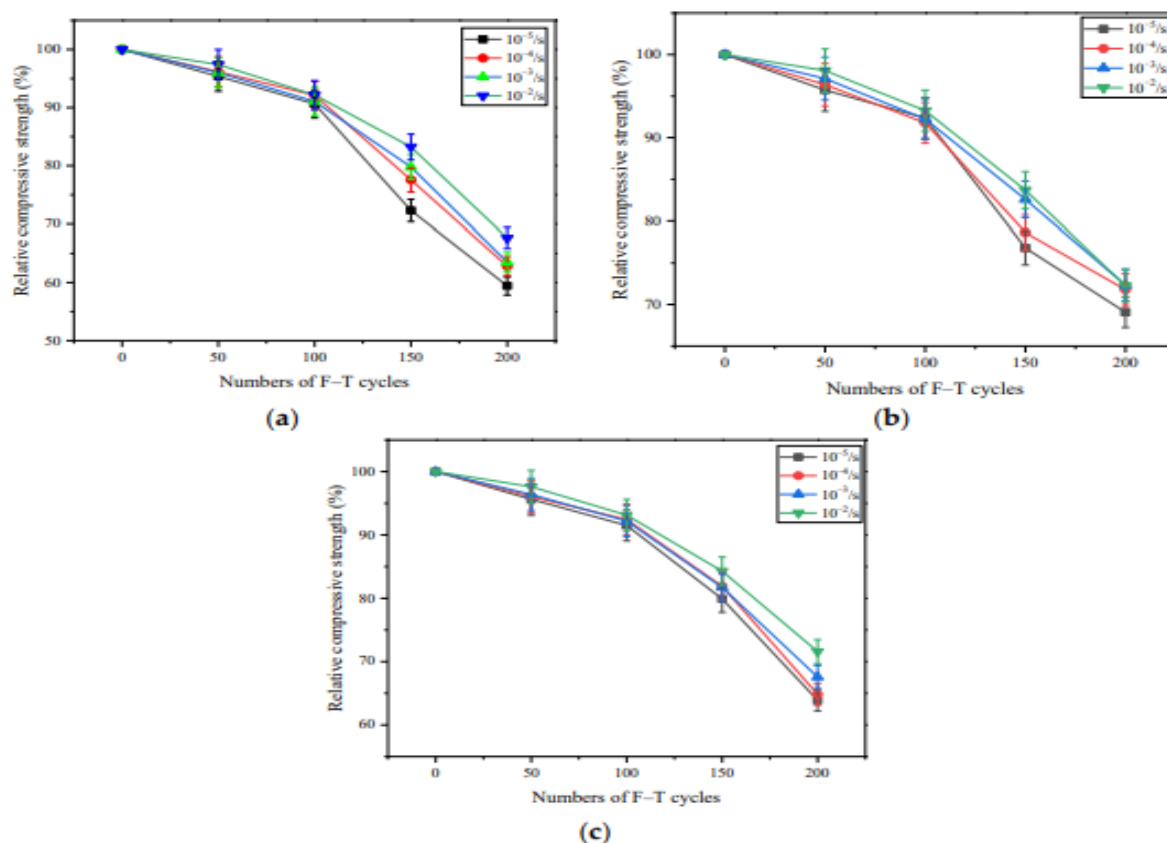 100
90
80
70
60
50
0
50
100
150
200
Relative compressive strength (%)
Numbers of F–T cycles
10⁻⁵/s
10⁻⁴/s
10⁻³/s
10⁻²/s
(a)
100
90
80
70
0
50
100
150
200
Relative compressive strength (%)
Numbers of F–T cycles
10⁻⁵/s
10⁻⁴/s
10⁻³/s
10⁻²/s
(b)
100
90
80
70
60
0
50
100
150
200
Relative compressive strength (%)
Numbers of F–T cycles
10⁻⁵/s
10⁻⁴/s
10⁻³/s
10⁻²/s
(c)